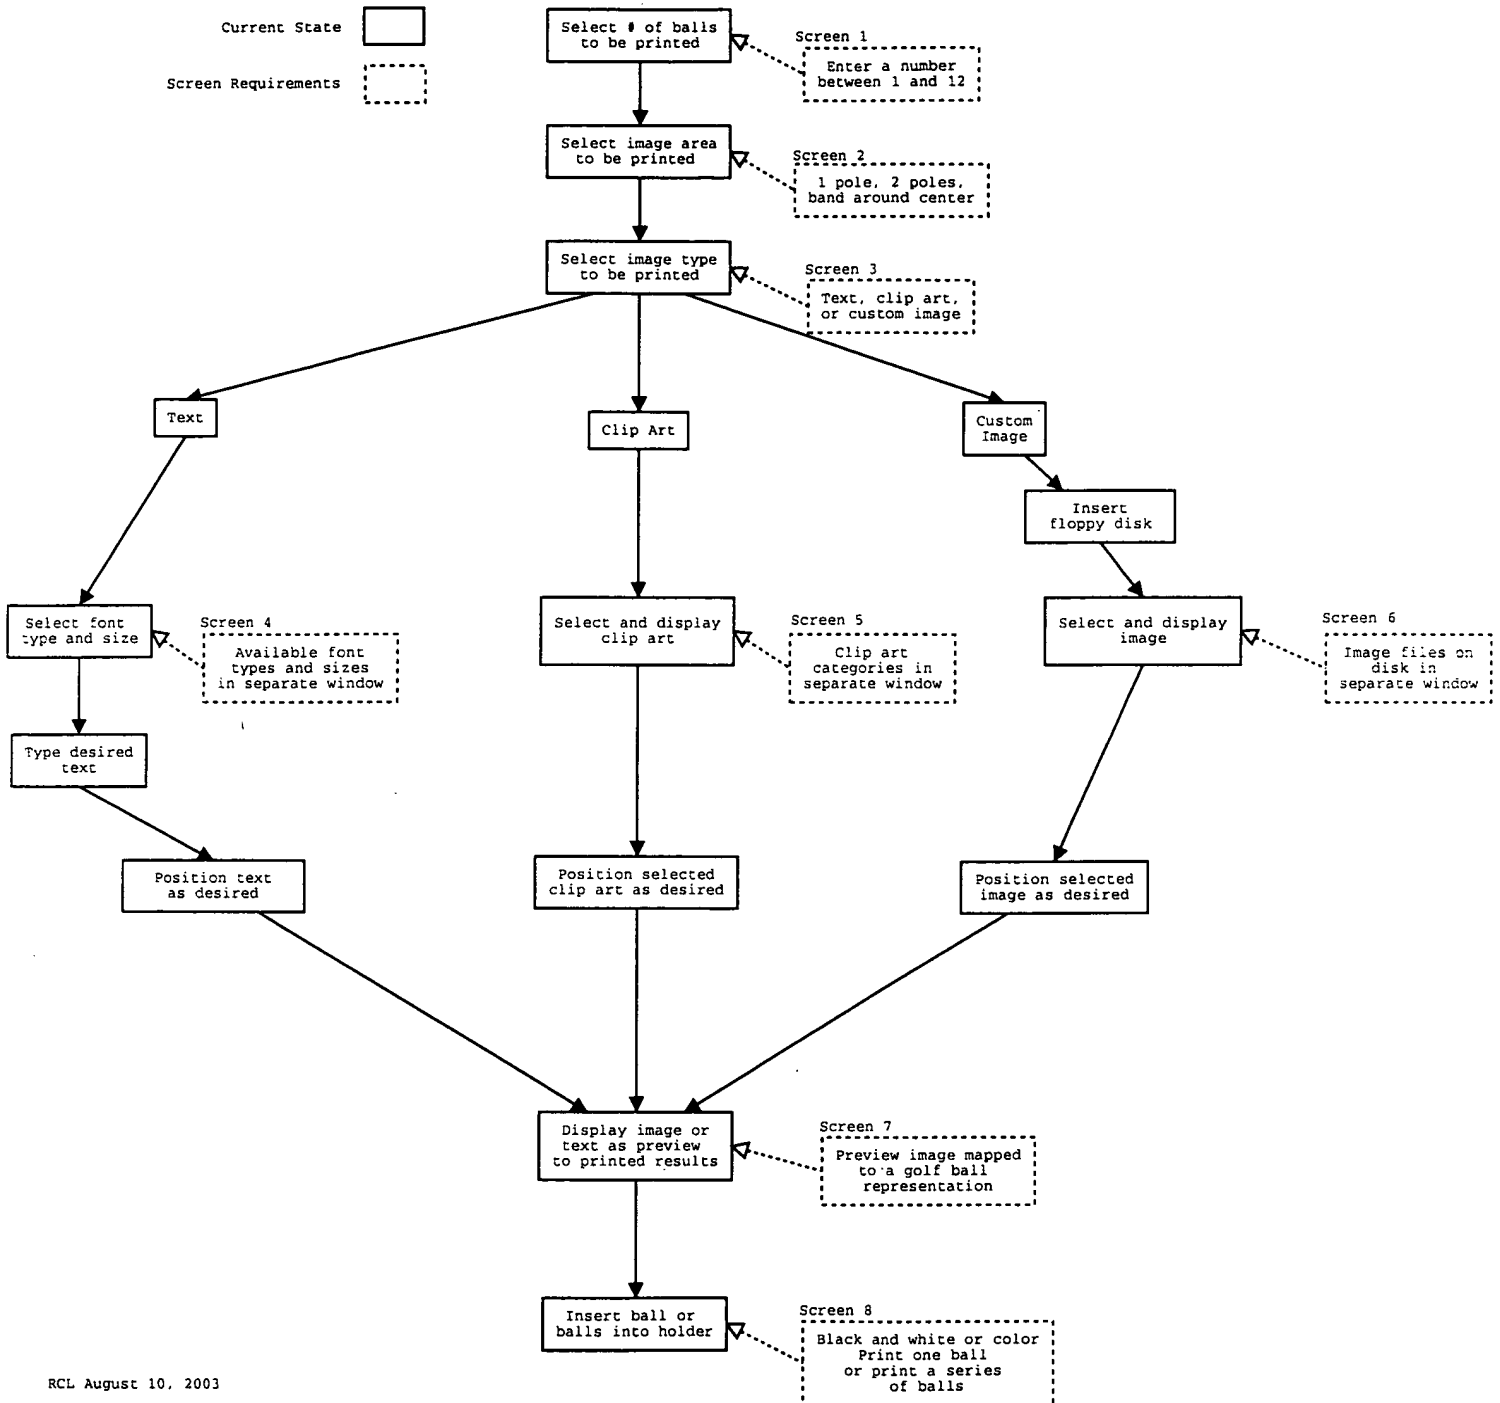 Current State
Screen Requirements
Select # of balls
to be printed
Screen 1
Enter a number
between 1 and 12
Select image area
to be printed
Screen 2
1 pole, 2 poles,
band around center
Select image type
to be printed
Screen 3
Text, clip art,
or custom image
Text
Clip Art
Custom
Image
Insert
floppy disk
Select font
type and size
Screen 4
Available font
types and sizes
in separate window
Select and display
clip art
Screen 5
Clip art
categories in
separate window
Select and display
image
Screen 6
Image files on
disk in
separate window
Type desired
text
Position text
as desired
Position selected
clip art as desired
Position selected
image as desired
Display image or
text as preview
to printed results
Screen 7
Preview image mapped
to a golf ball
representation
Insert ball or
balls into holder
Screen 8
Black and white or color
Print one ball
or print a series
of balls
RCL August 10, 2003